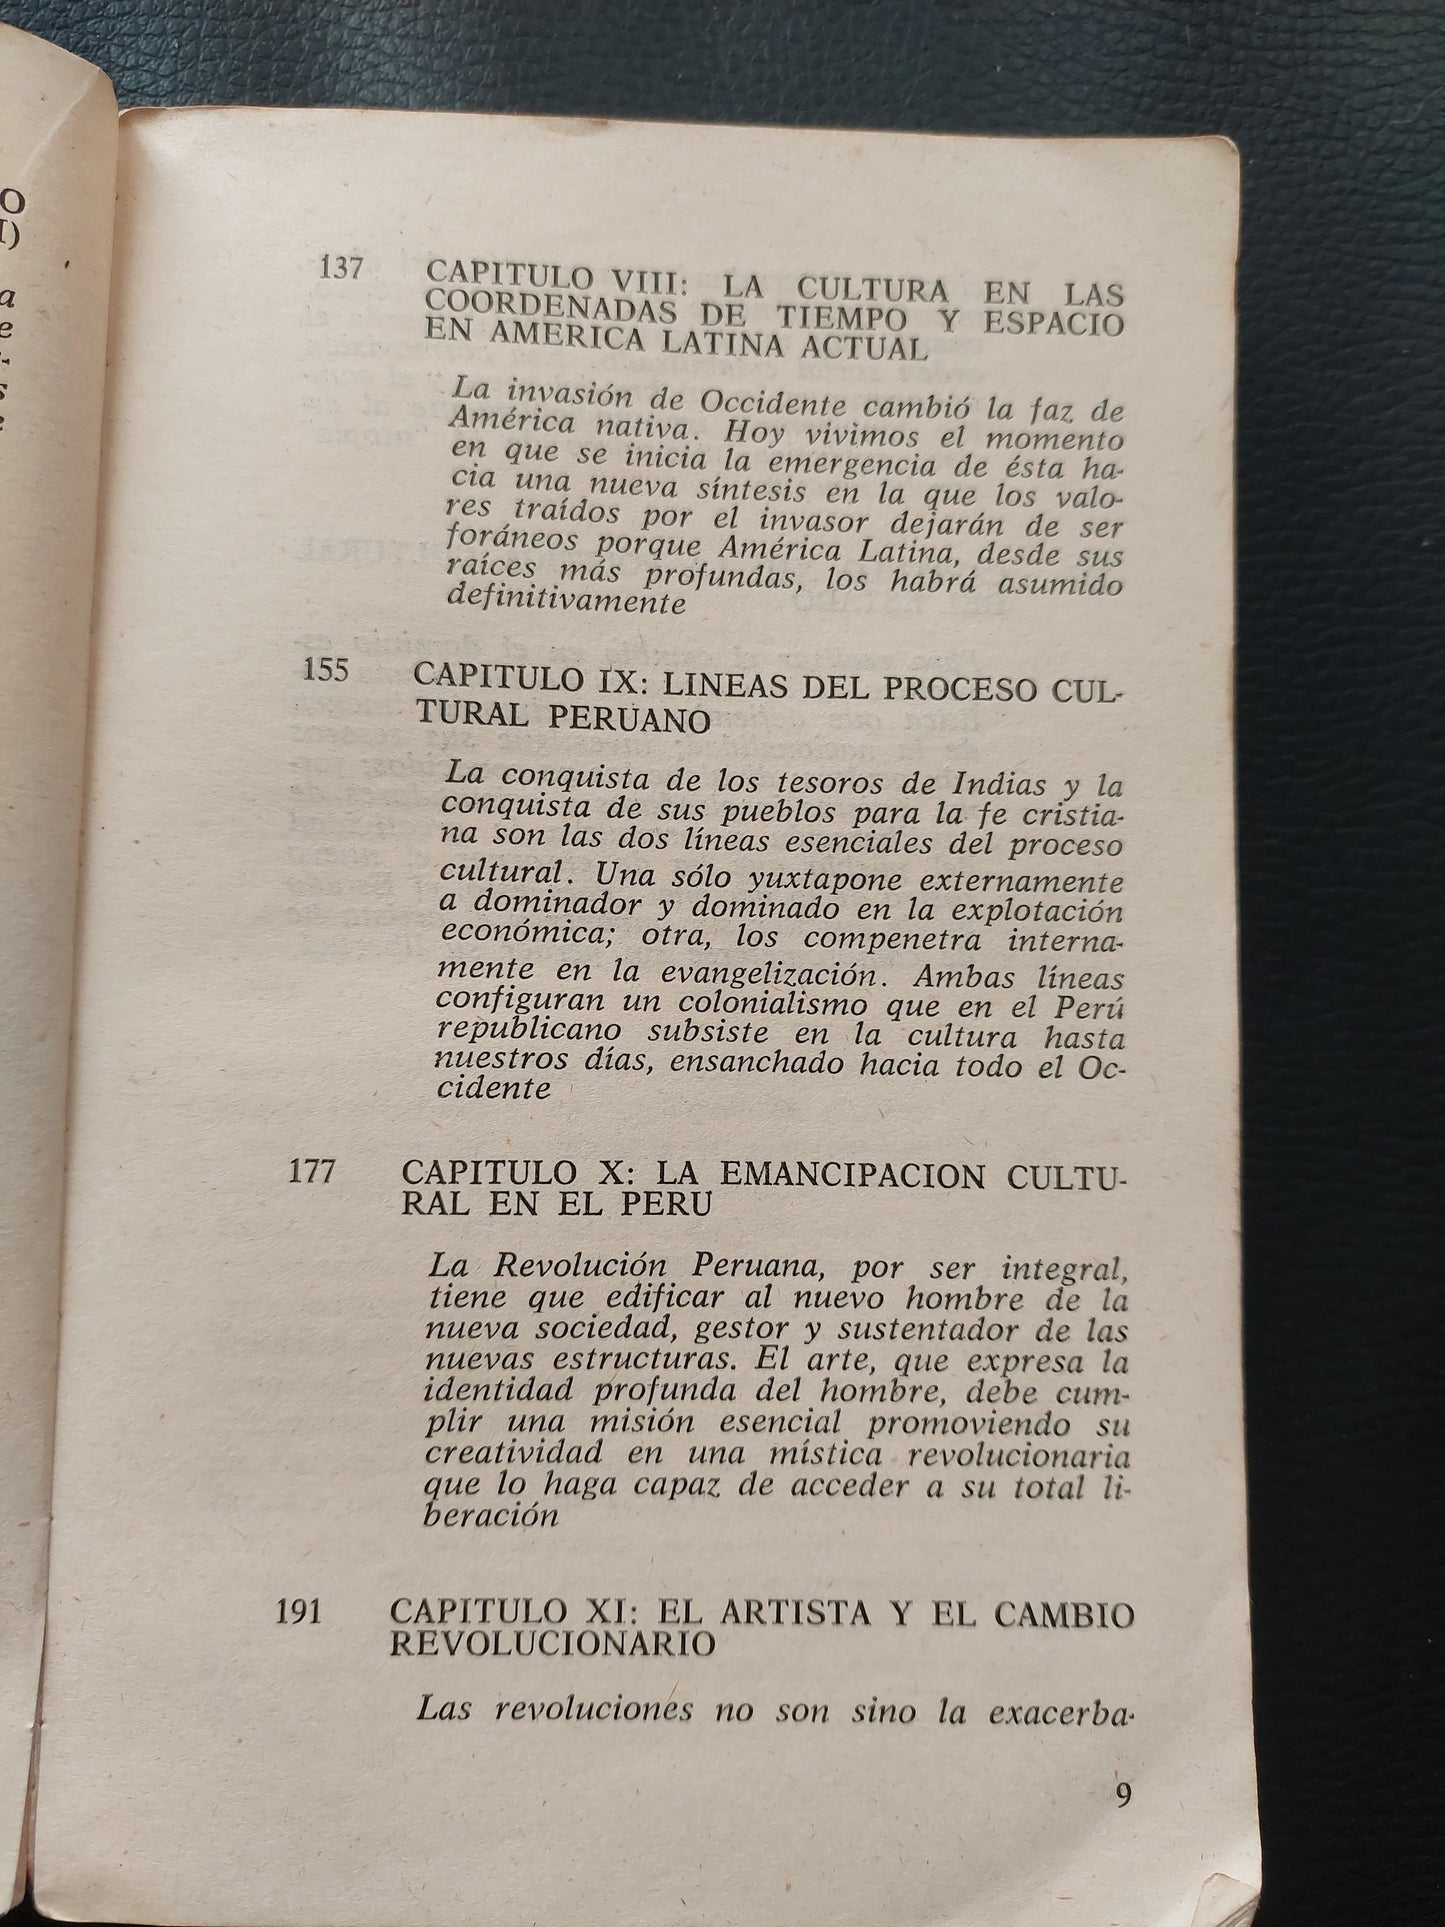 O
I)
a
e
s
e
137 CAPITULO VIII: LA CULTURA EN LAS
COORDENADAS DE TIEMPO Y ESPACIO
EN AMERICA LATINA ACTUAL
La invasión de Occidente cambió la faz de
América nativa. Hoy vivimos el momento
en que se inicia la emergencia de ésta ha-
cia una nueva síntesis en la que los valo-
res traídos por el invasor dejarán de ser
foráneos porque América Latina, desde sus
raíces más profundas, los habrá asumido
definitivamente
155 CAPITULO IX: LINEAS DEL PROCESO CUL-
TURAL PERUANO
La conquista de los tesoros de Indias y la
conquista de sus pueblos para la fe cristia-
na son las dos líneas esenciales del proceso
cultural. Una sólo yuxtapone externamente
a dominador y dominado en la explotación
económica; otra, los compenetra interna-
mente en la evangelización. Ambas líneas
configuran un colonialismo que en el Perú
republicano subsiste en la cultura hasta
nuestros días, ensanchado hacia todo el Oc-
cidente
177 CAPITULO X: LA EMANCIPACION CULTU-
RAL EN EL PERU
La Revolución Peruana, por ser integral,
tiene que edificar al nuevo hombre de la
nueva sociedad, gestor y sustentador de las
nuevas estructuras. El arte, que expresa la
identidad profunda del hombre, debe cum-
plir una misión esencial promoviendo su
creatividad en una mística revolucionaria
que lo haga capaz de acceder a su total li-
beración
191 CAPITULO XI: EL ARTISTA Y EL CAMBIO
REVOLUCIONARIO
Las revoluciones no son sino la exacerba-
9